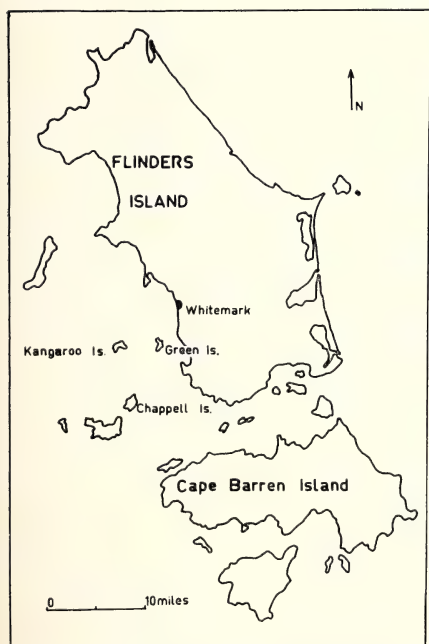 N
FLINDERS
ISLAND
Whitemark
Kangaroo Is.
Green Is.
Chappell Is.
Cape Barren Island
0 10miles